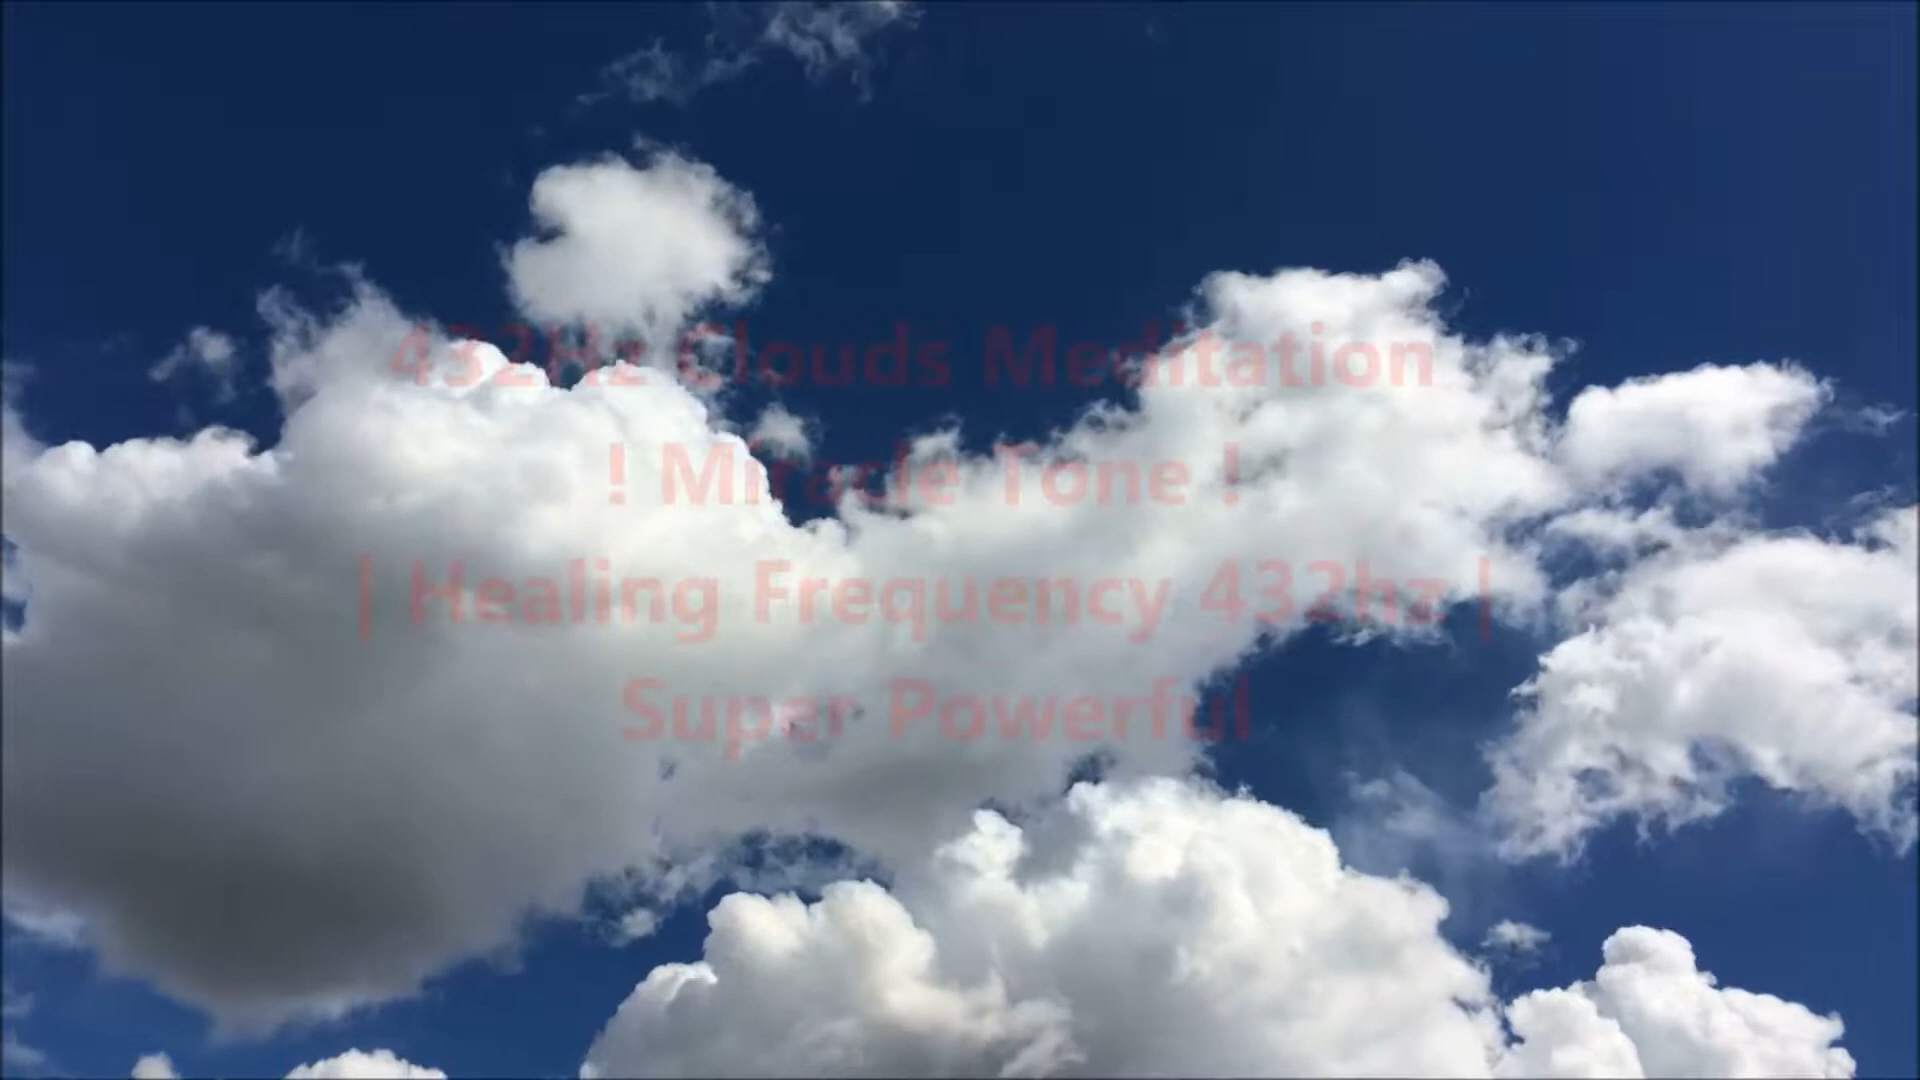 432Hz Clouds Meditation
! Miracle Tone !
| Healing Frequency 432hz |
Super Powerful